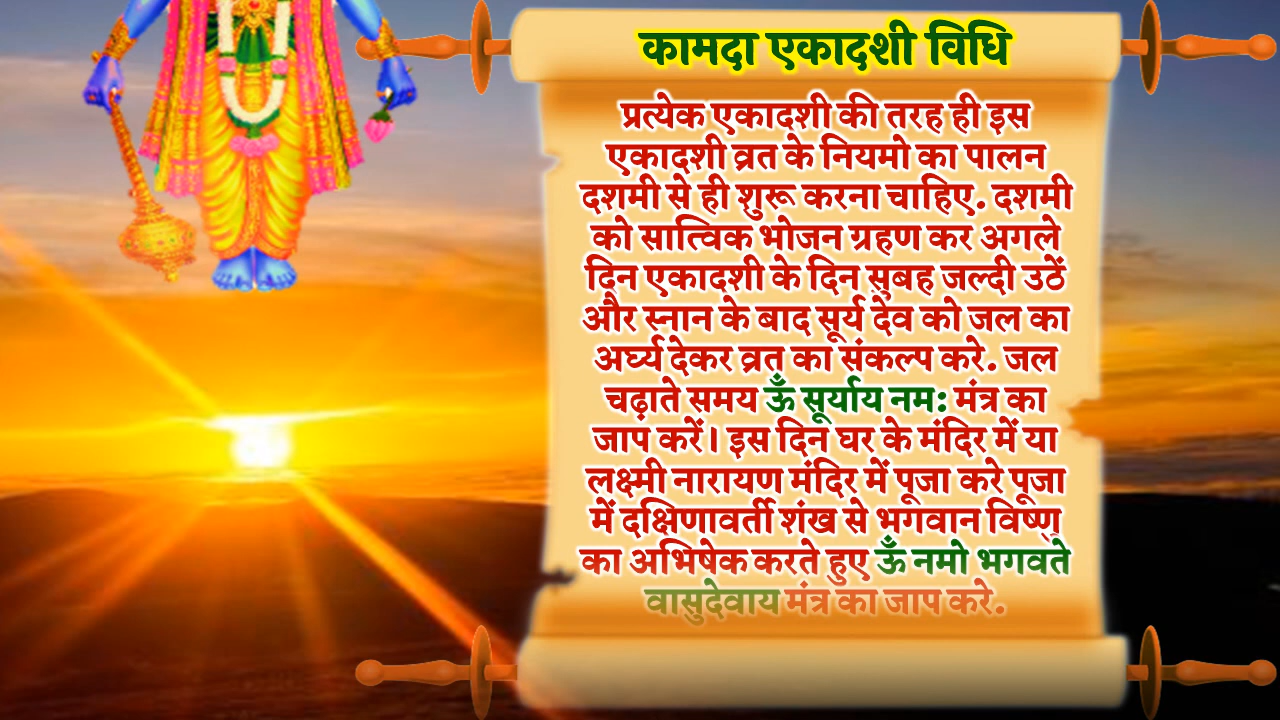 कामदा एकादशी विधि
प्रत्येक एकादशी की तरह ही इस
एकादशी व्रत के नियमो का पालन
दशमी से ही शुरू करना चाहिए. दशमी
को सात्विक भोजन ग्रहण कर अगले
दिन एकादशी के दिन सुबह जल्दी उठें
और स्नान के बाद सूर्य देव को जल का
अर्घ्य देकर व्रत का संकल्प करे. जल
चढ़ाते समय ऊँ सूर्याय नम: मंत्र का
जाप करें। इस दिन घर के मंदिर में या
लक्ष्मी नारायण मंदिर में पूजा करे पूजा
में दक्षिणावर्ती शंख से भगवान विष्णु
का अभिषेक करते हुए ऊँ नमो भगवते
वासुदेवाय मंत्र का जाप करे.